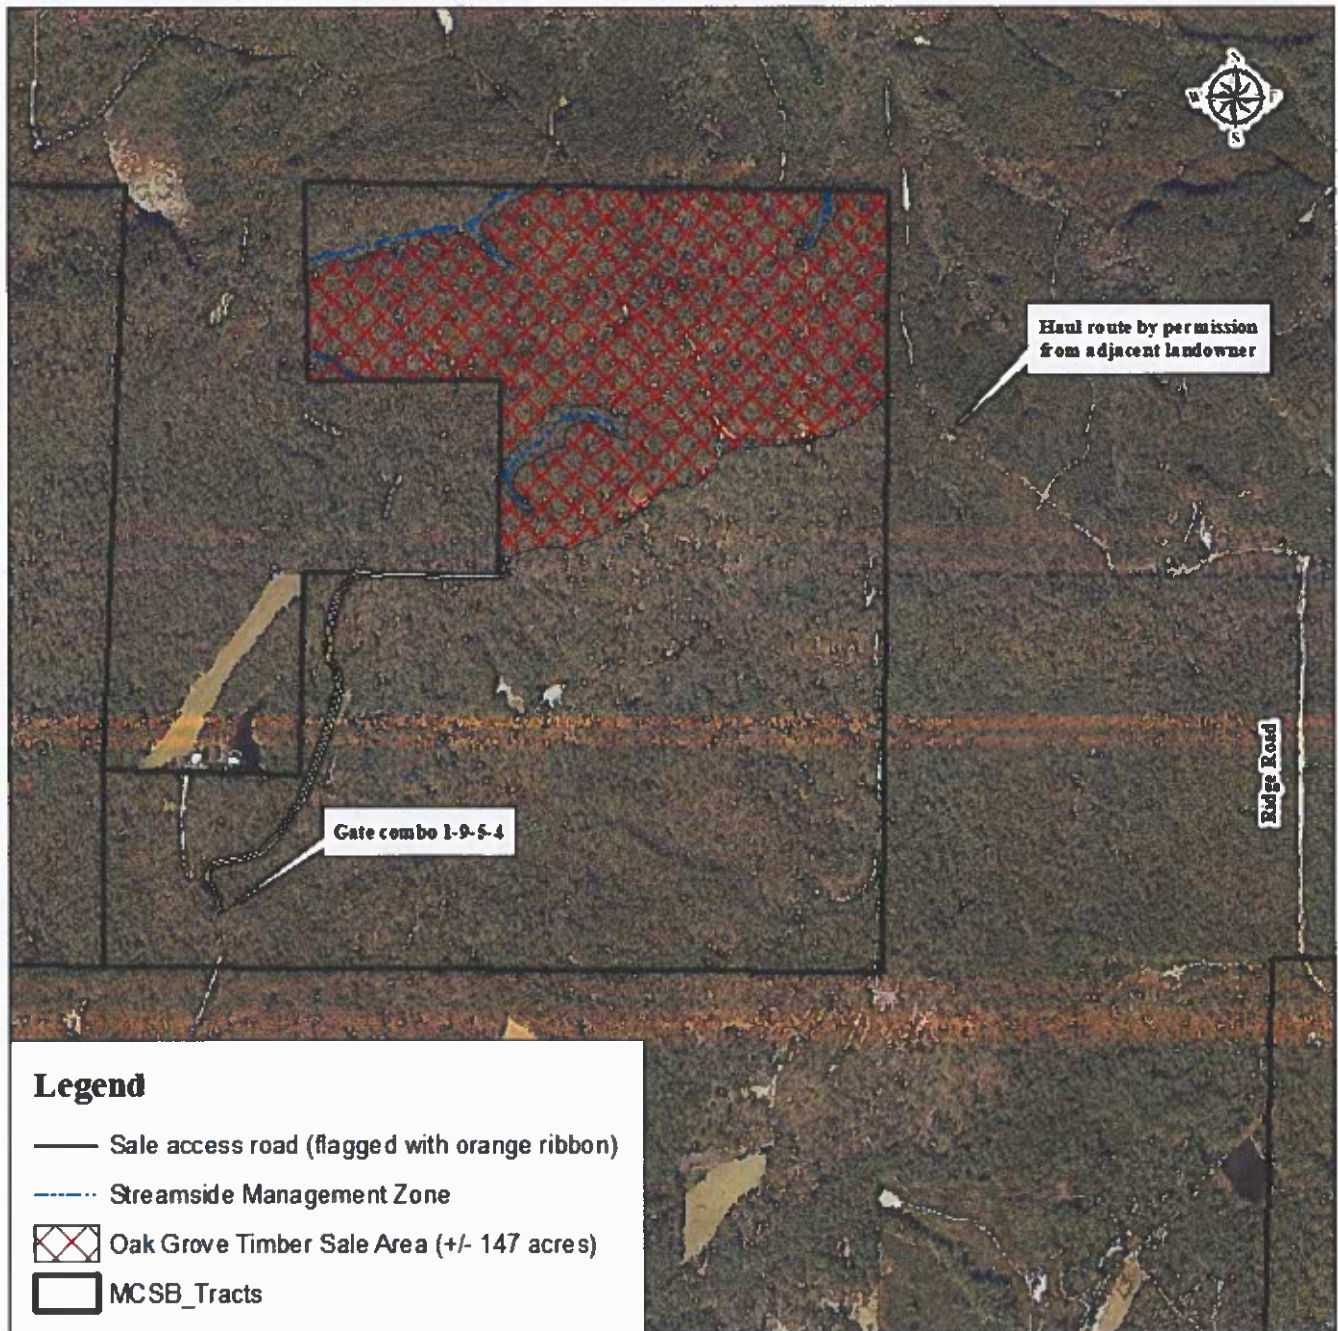 Haul route by permission
from adjacent landowner
Ridge Road
Gate combo 1-9-5-4
Legend
Sale access road (flagged with orange ribbon)
Streamside Management Zone
Oak Grove Timber Sale Area (+/- 147 acres)
MCSB_Tracts